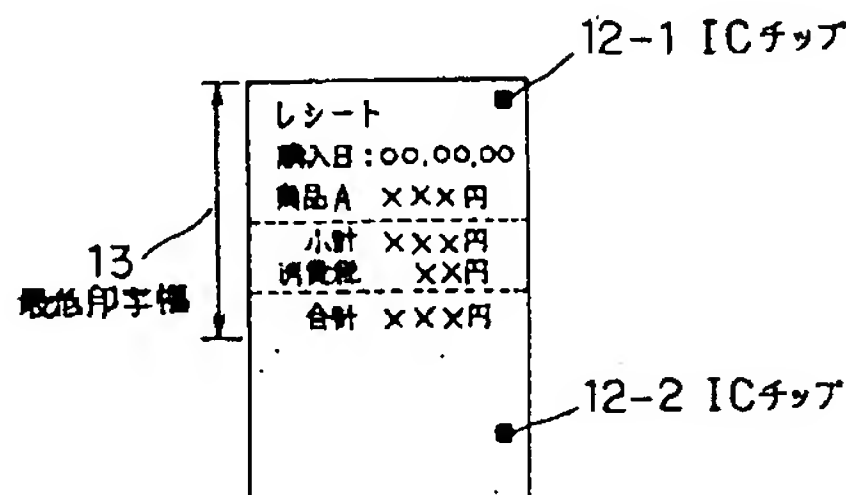 12-1 ICチップ
レシート
購入日:00.00.00
商品A ×××円
小計 ×××円
消費税 ××円
13
最低印字幅
合計 ×××円
12-2 ICチップ